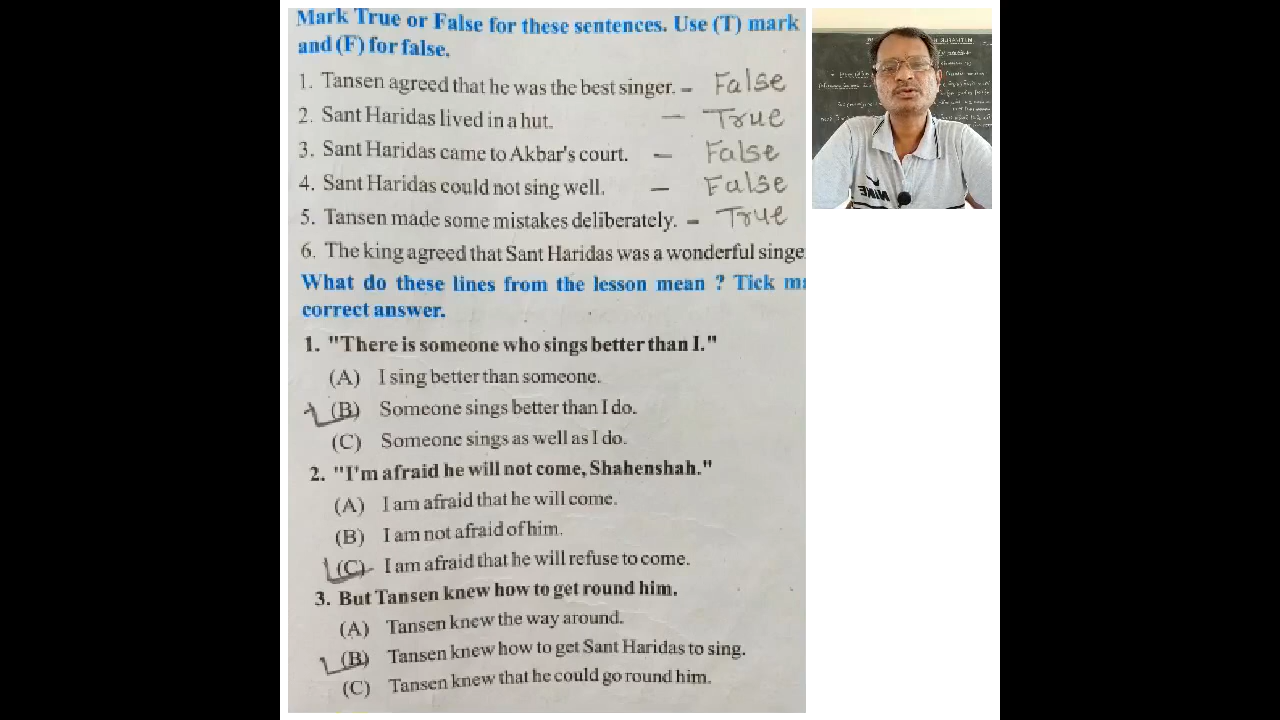 Mark True or False for these sentences. Use (T) mark
and (F) for false.
1. Tansen agreed that he was the best singer. – False
2. Sant Haridas lived in a hut. – True
3. Sant Haridas came to Akbar's court. – False
4. Sant Haridas could not sing well. – False
5. Tansen made some mistakes deliberately. – True
6. The king agreed that Sant Haridas was a wonderful singe
What do these lines from the lesson mean ? Tick ma
correct answer.
1. "There is someone who sings better than I."
(A) I sing better than someone.
(B) Someone sings better than I do.
(C) Someone sings as well as I do.
2. "I'm afraid he will not come, Shahenshah."
(A) I am afraid that he will come.
(B) I am not afraid of him.
(C) I am afraid that he will refuse to come.
3. But Tansen knew how to get round him.
(A) Tansen knew the way around.
(B) Tansen knew how to get Sant Haridas to sing.
(C) Tansen knew that he could go round him.